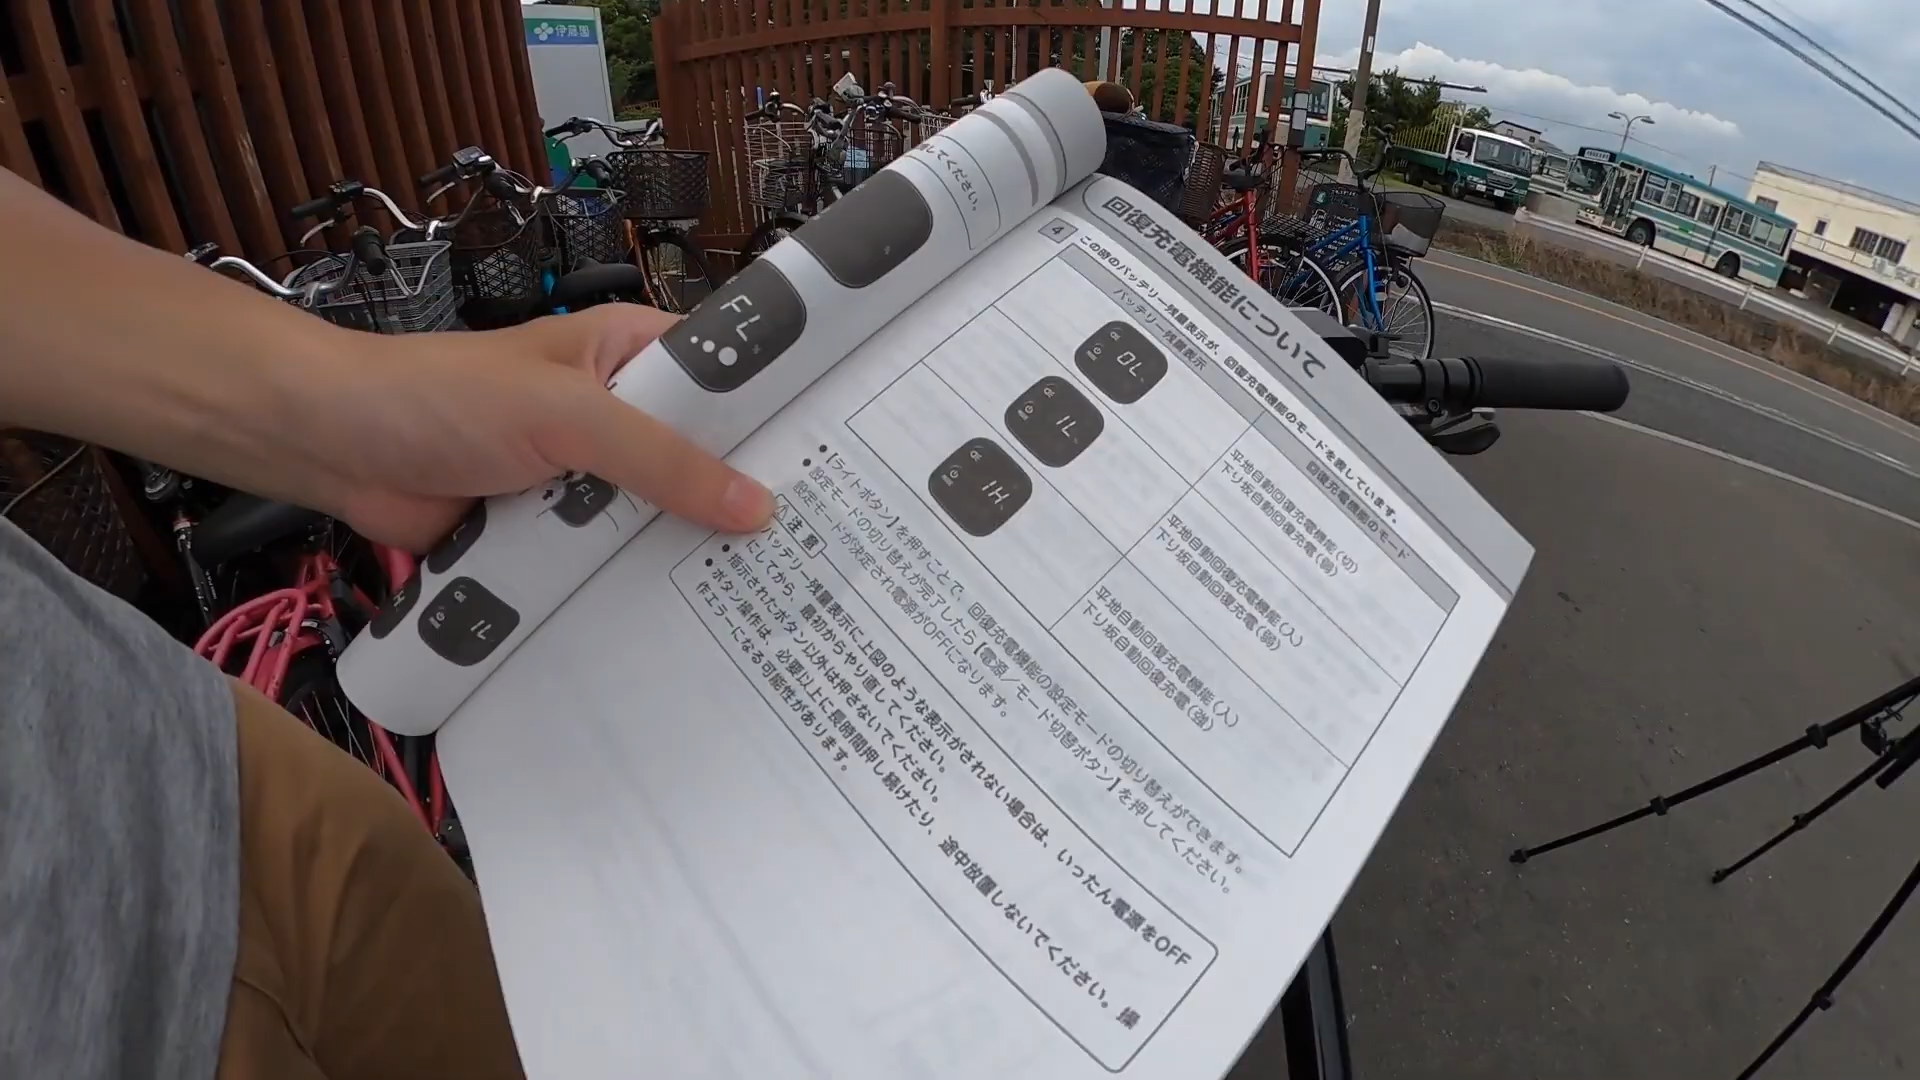 伊藤園
してください。
FL
FL
1L
回復充電機能について
4
この時のバッテリー残量表示が、回復充電機能のモードを表しています。
バッテリー残量表示
回復充電機能のモード
0L
平地自動回復充電機能(切)
下り坂自動回復充電(弱)
1L
平地自動回復充電機能(入)
下り坂自動回復充電(弱)
1H
平地自動回復充電機能(入)
下り坂自動回復充電(強)
●【ライトボタン】を押すことで、回復充電機能の設定モードの切り替えができます。
●設定モードの切り替えが完了したら【電源/モード切替ボタン】を押してください。
設定モードが決定され電源がOFFになります。
注意
バッテリー残量表示に上図のような表示がされない場合は、いったん電源をOFF
にしてから、最初からやり直してください。
●指示されたボタン以外は押さないでください。
●ボタン操作は、必要以上に長時間押し続けたり、途中放置しないでください。操
作エラーになる可能性があります。